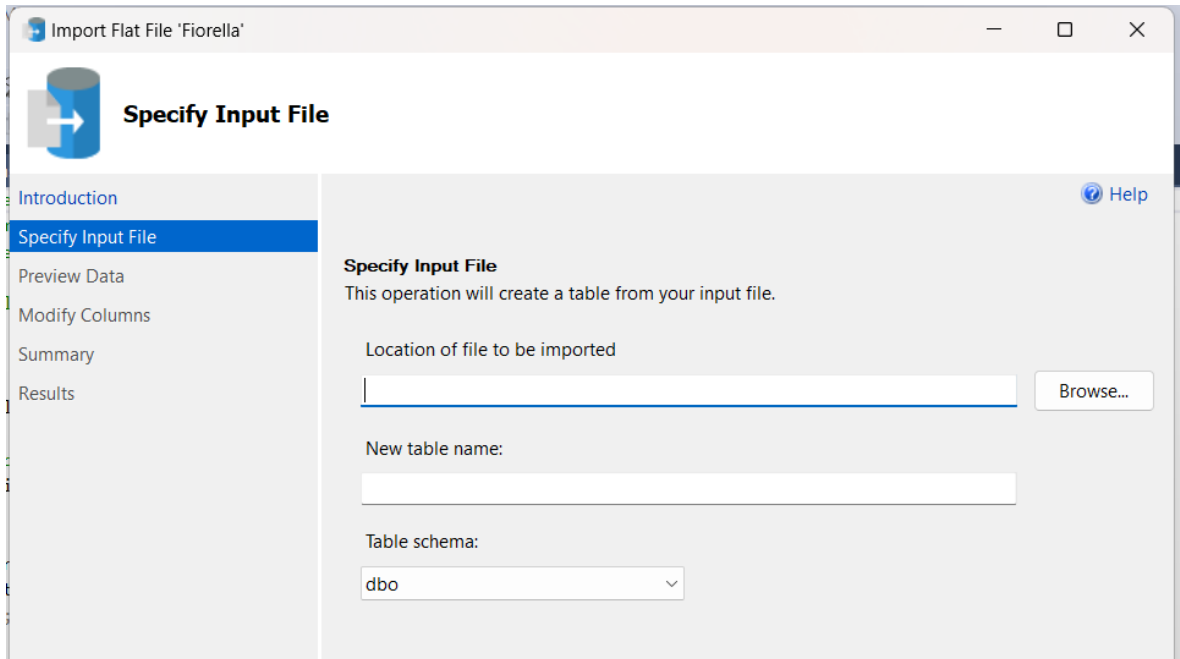 Import Flat File 'Fiorella'
Specify Input File
Introduction
Specify Input File
Preview Data
Modify Columns
Summary
Results
Help
Specify Input File
This operation will create a table from your input file.
Location of file to be imported
Browse...
New table name:
Table schema:
dbo